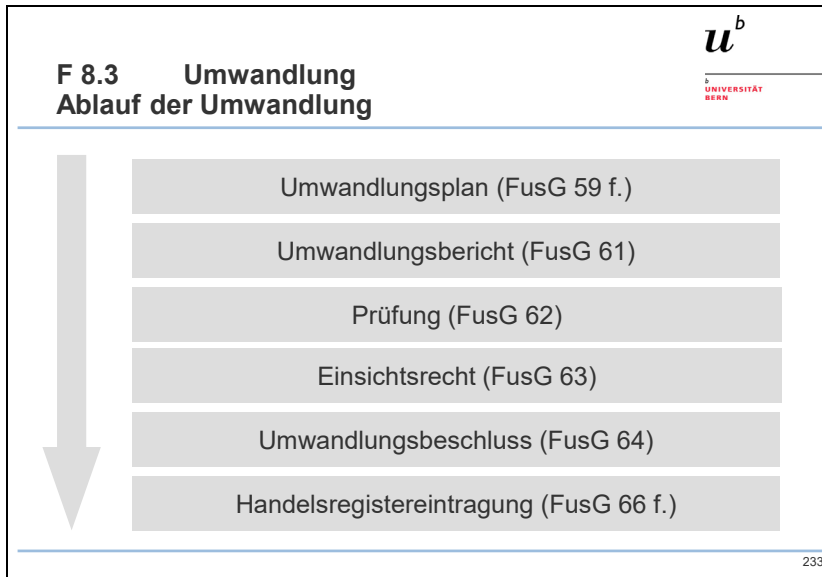 u^b
b
UNIVERSITÄT
BERN
F 8.3 Umwandlung
Ablauf der Umwandlung
Umwandlungsplan (FusG 59 f.)
Umwandlungsbericht (FusG 61)
Prüfung (FusG 62)
Einsichtsrecht (FusG 63)
Umwandlungsbeschluss (FusG 64)
Handelsregistereintragung (FusG 66 f.)
233